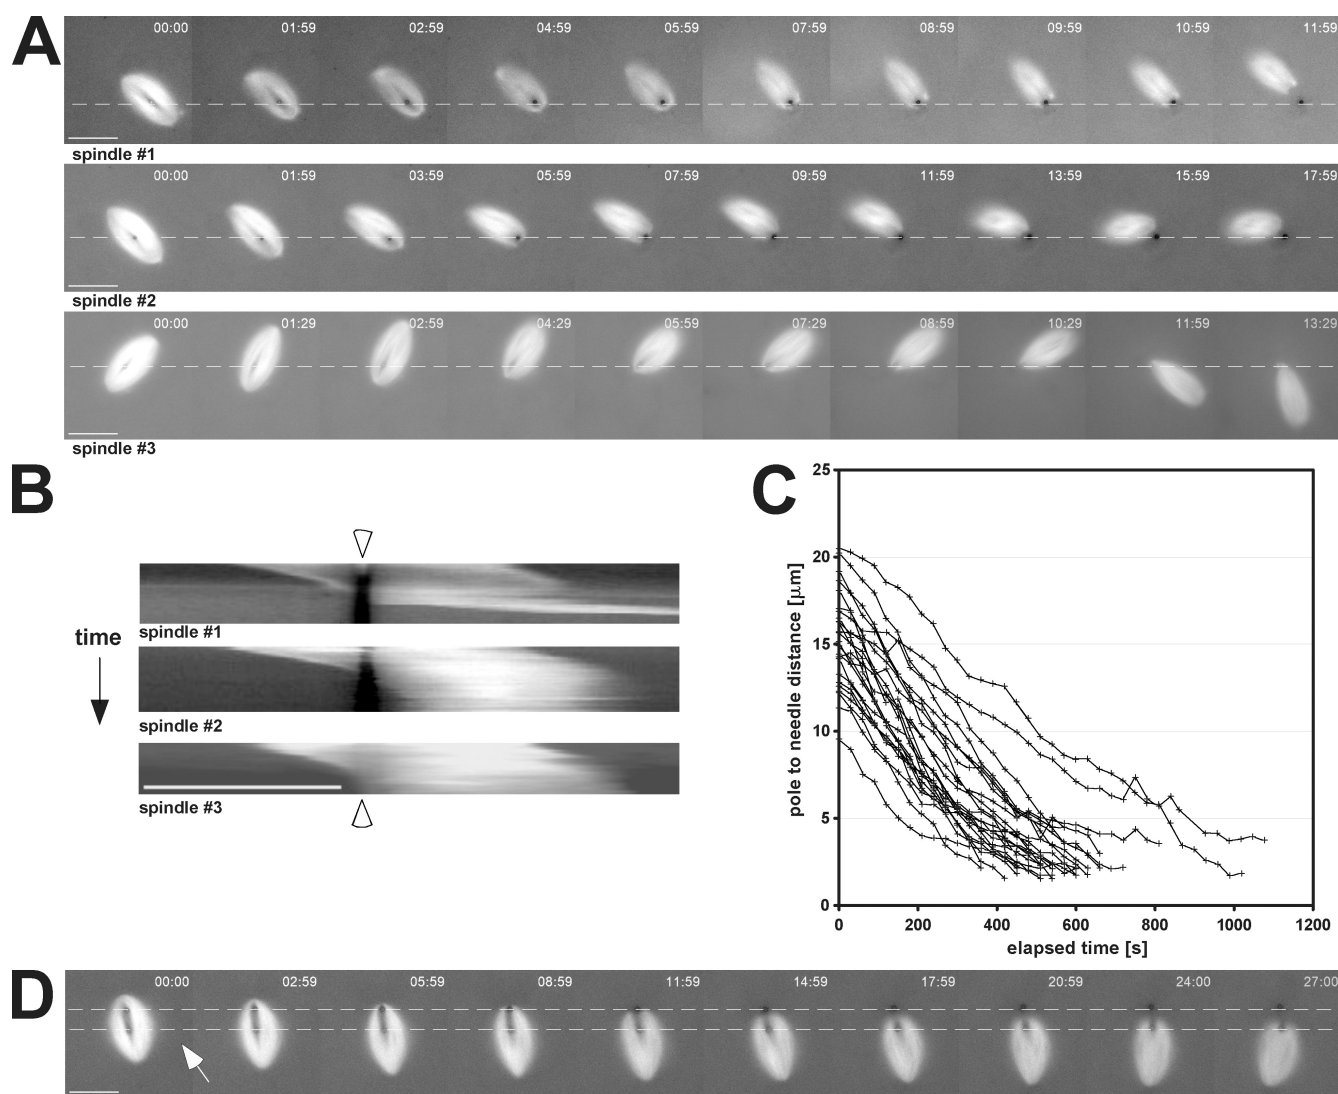 A
00:00 01:59 02:59 04:59 05:59 07:59 08:59 09:59 10:59 11:59
spindle #1
00:00 01:59 03:59 05:59 07:59 09:59 11:59 13:59 15:59 17:59
spindle #2
00:00 01:29 02:59 04:29 05:59 07:29 08:59 10:29 11:59 13:29
spindle #3
B
time
spindle #1
spindle #2
spindle #3
C
pole to needle distance [μm]
25
20
15
10
5
0
0 200 400 600 800 1000 1200
elapsed time [s]
D
00:00 02:59 05:59 08:59 11:59 14:59 17:59 20:59 24:00 27:00